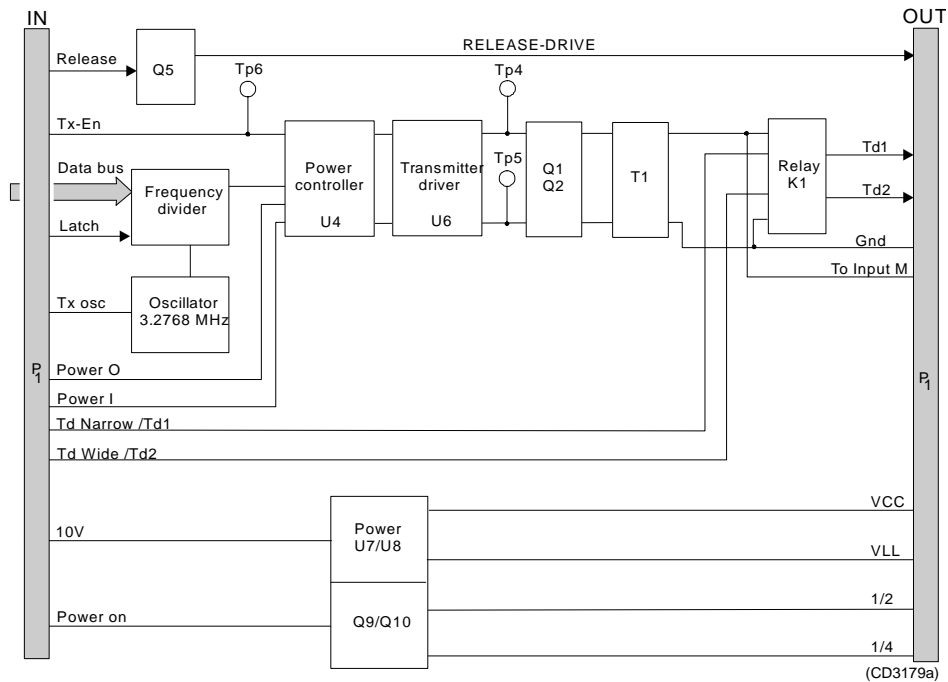 IN
OUT
Release
Q5
RELEASE-DRIVE
Tp6
Tp4
Tx-En
Data bus
Frequency
divider
Power
controller
U4
Transmitter
driver
U6
Tp5
Q1
Q2
T1
Relay
K1
Td1
Td2
Latch
Gnd
To Input M
Tx osc
Oscillator
3.2768 MHz
P1
P1
Power O
Power I
Td Narrow /Td1
Td Wide /Td2
10V
Power
U7/U8
VCC
VLL
Power on
Q9/Q10
1/2
1/4
(CD3179a)